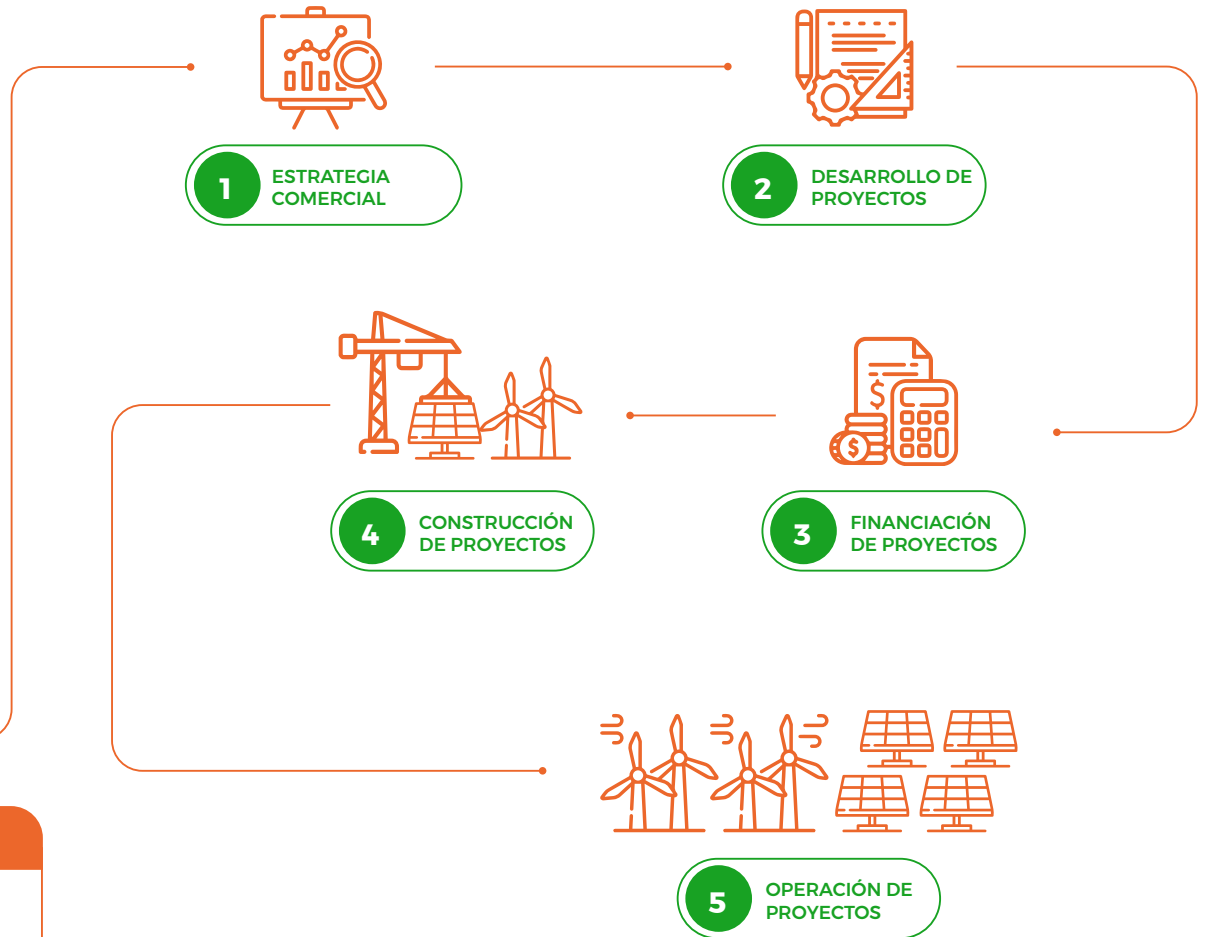 1
ESTRATEGIA
COMERCIAL
2
DESARROLLO DE
PROYECTOS
3
FINANCIACIÓN
DE PROYECTOS
4
CONSTRUCCIÓN
DE PROYECTOS
5
OPERACIÓN DE
PROYECTOS